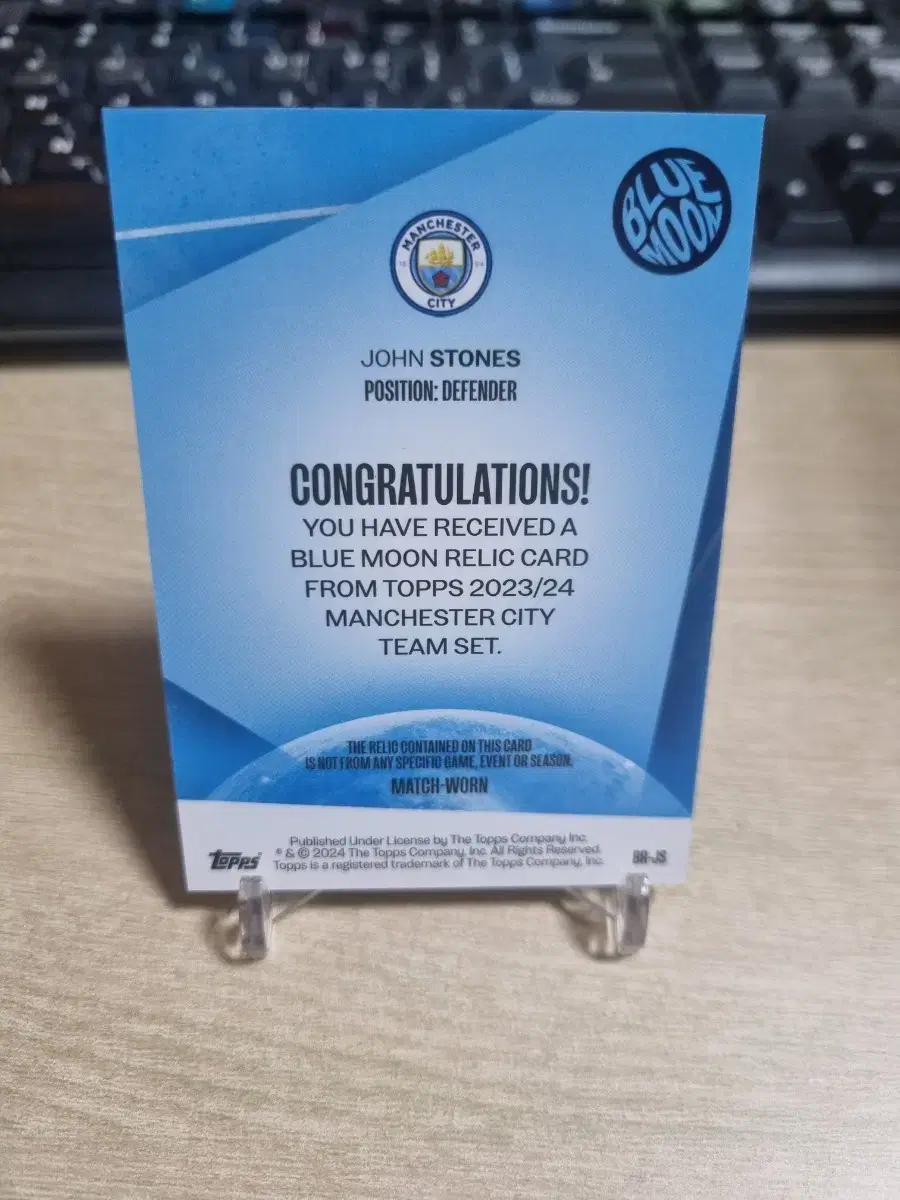 BLUE
MOON
MANCHESTER
18 94
CITY
JOHN STONES
POSITION: DEFENDER
CONGRATULATIONS!
YOU HAVE RECEIVED A
BLUE MOON RELIC CARD
FROM TOPPS 2023/24
MANCHESTER CITY
TEAM SET.
THE RELIC CONTAINED ON THIS CARD
IS NOT FROM ANY SPECIFIC GAME, EVENT OR SEASON.
MATCH-WORN
Published Under License by The Topps Company Inc.
® & © 2024 The Topps Company, Inc. All Rights Reserved.
Topps is a registered trademark of The Topps Company, Inc.
Topps
BR-JS